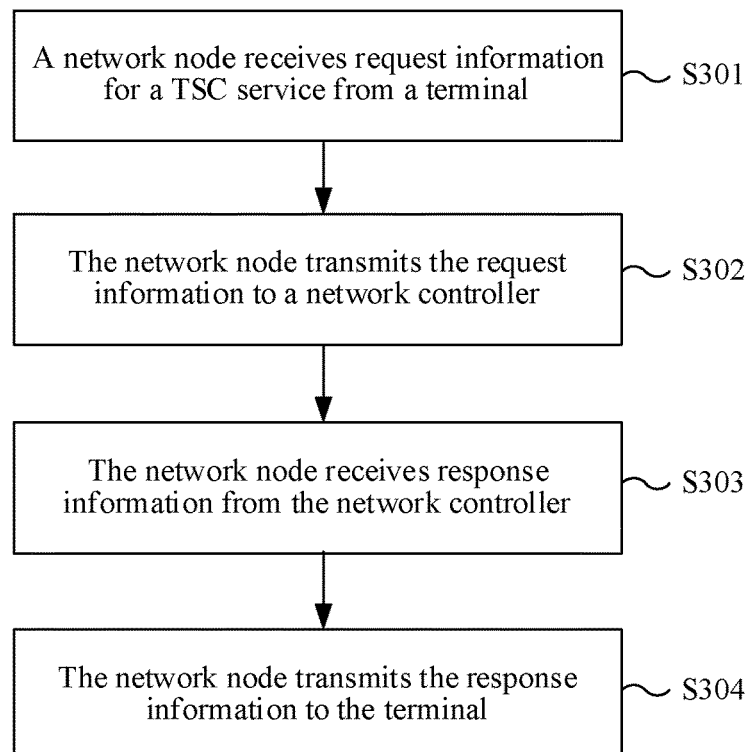 A network node receives request information
for a TSC service from a terminal
S301
The network node transmits the request
information to a network controller
S302
The network node receives response
information from the network controller
S303
The network node transmits the response
information to the terminal
S304